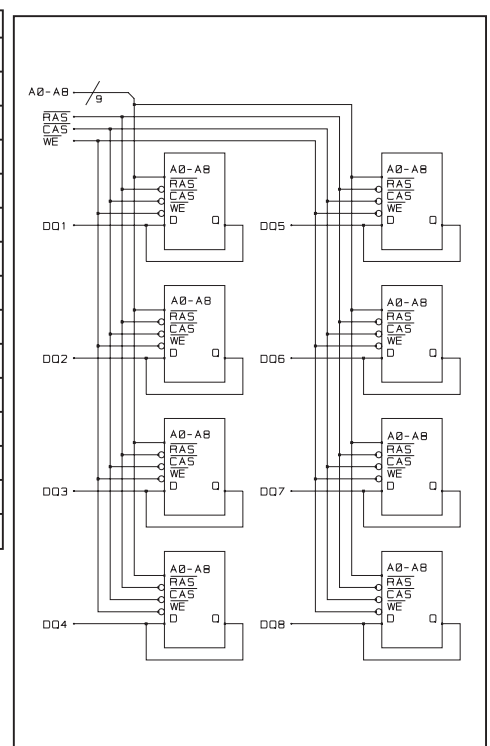 A0-A8
9
RAS
CAS
WE
A0-A8
RAS
CAS
WE
DQ1
D Q
A0-A8
RAS
CAS
WE
DQ5
D Q
A0-A8
RAS
CAS
WE
DQ2
D Q
A0-A8
RAS
CAS
WE
DQ6
D Q
A0-A8
RAS
CAS
WE
DQ3
D Q
A0-A8
RAS
CAS
WE
DQ7
D Q
A0-A8
RAS
CAS
WE
DQ4
D Q
A0-A8
RAS
CAS
WE
DQ8
D Q